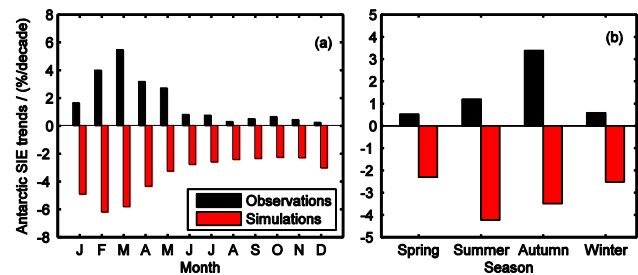 Antarctic SIE trends / (%/decade)
8
6
4
2
0
-2
-4
-6
-8
(a)
Observations
Simulations
J F M A M J J A S O N D
Month
5
4
3
2
1
0
-1
-2
-3
-4
-5
(b)
Spring Summer Autumn Winter
Season